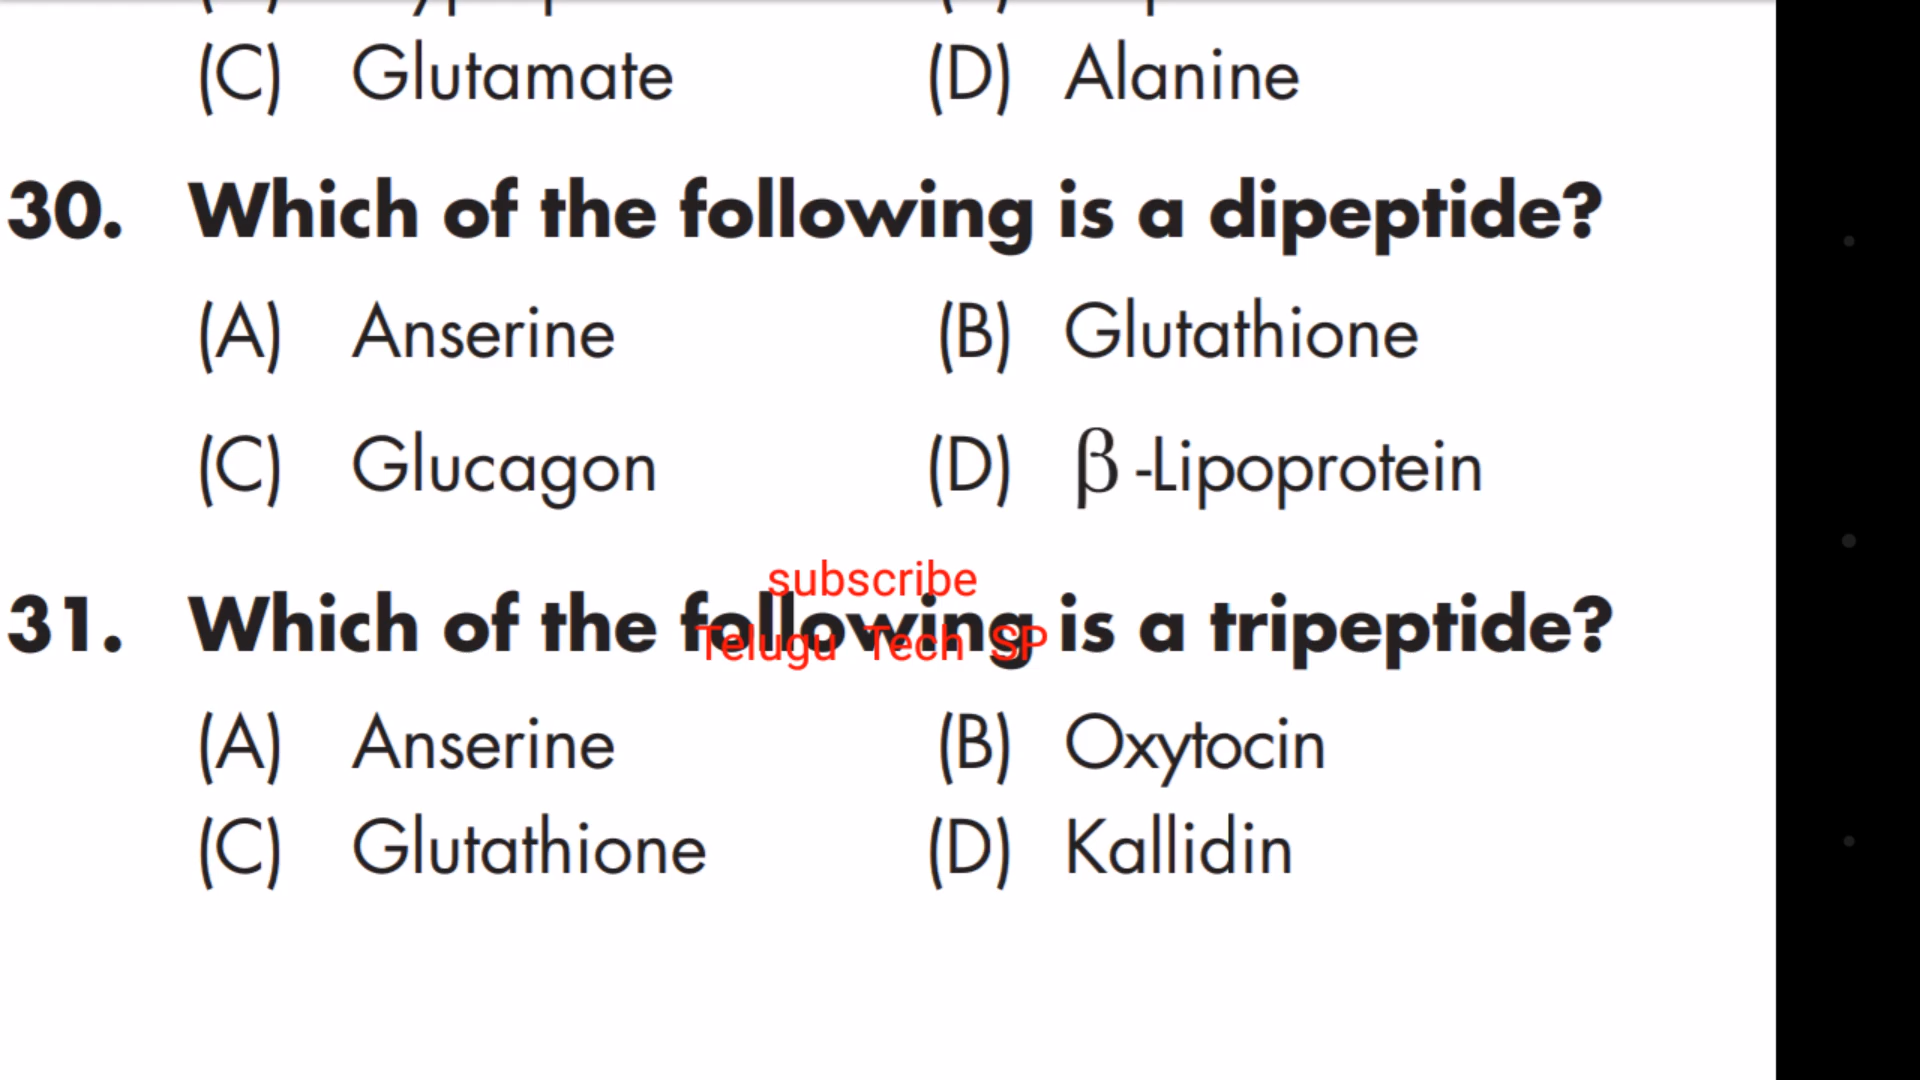 (C) Glutamate (D) Alanine
30. Which of the following is a dipeptide?
(A) Anserine (B) Glutathione
(C) Glucagon (D) β -Lipoprotein
subscribe
31. Which of the following is a tripeptide?
Telugu Tech SP
(A) Anserine (B) Oxytocin
(C) Glutathione (D) Kallidin